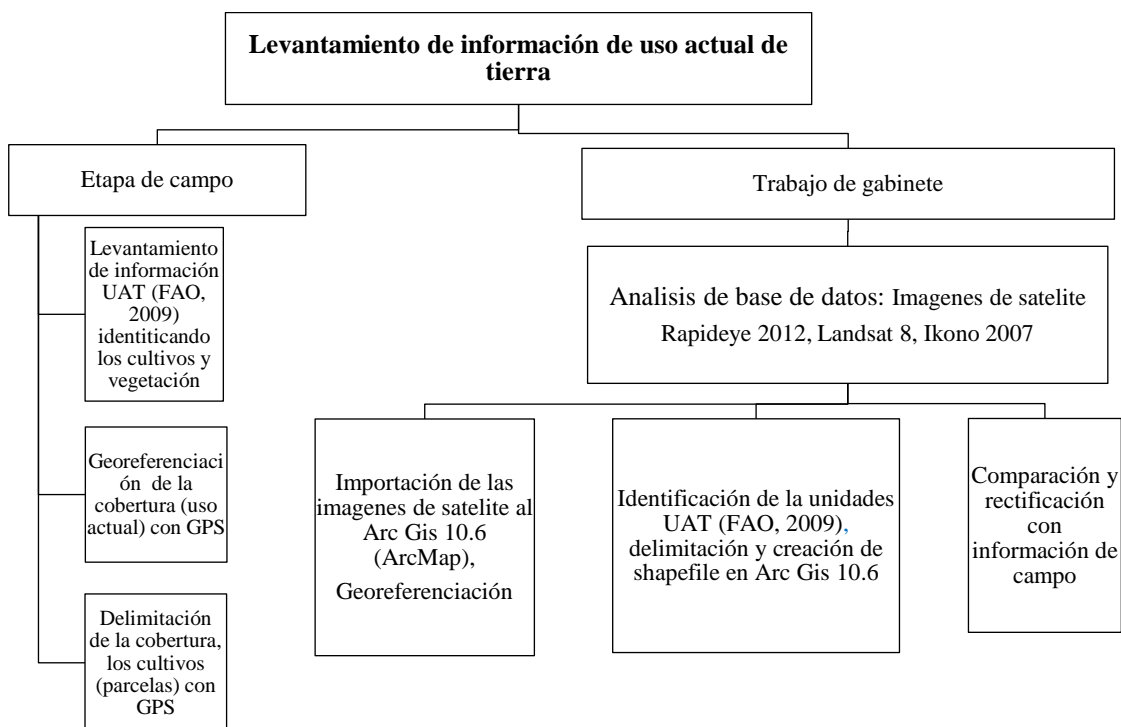 Levantamiento de información de uso actual de
tierra
Etapa de campo
Levantamiento
de información
UAT (FAO,
2009)
identiticando
los cultivos y
vegetación
Georeferenciaci
ón de la
cobertura (uso
actual) con GPS
Delimitación
de la cobertura,
los cultivos
(parcelas) con
GPS
Trabajo de gabinete
Analisis de base de datos: Imagenes de satelite
Rapideye 2012, Landsat 8, Ikono 2007
Importación de las
imagenes de satelite al
Arc Gis 10.6
(ArcMap),
Georeferenciación
Identificación de la unidades
UAT (FAO, 2009),
delimitación y creación de
shapefile en Arc Gis 10.6
Comparación y
rectificación
con
información de
campo